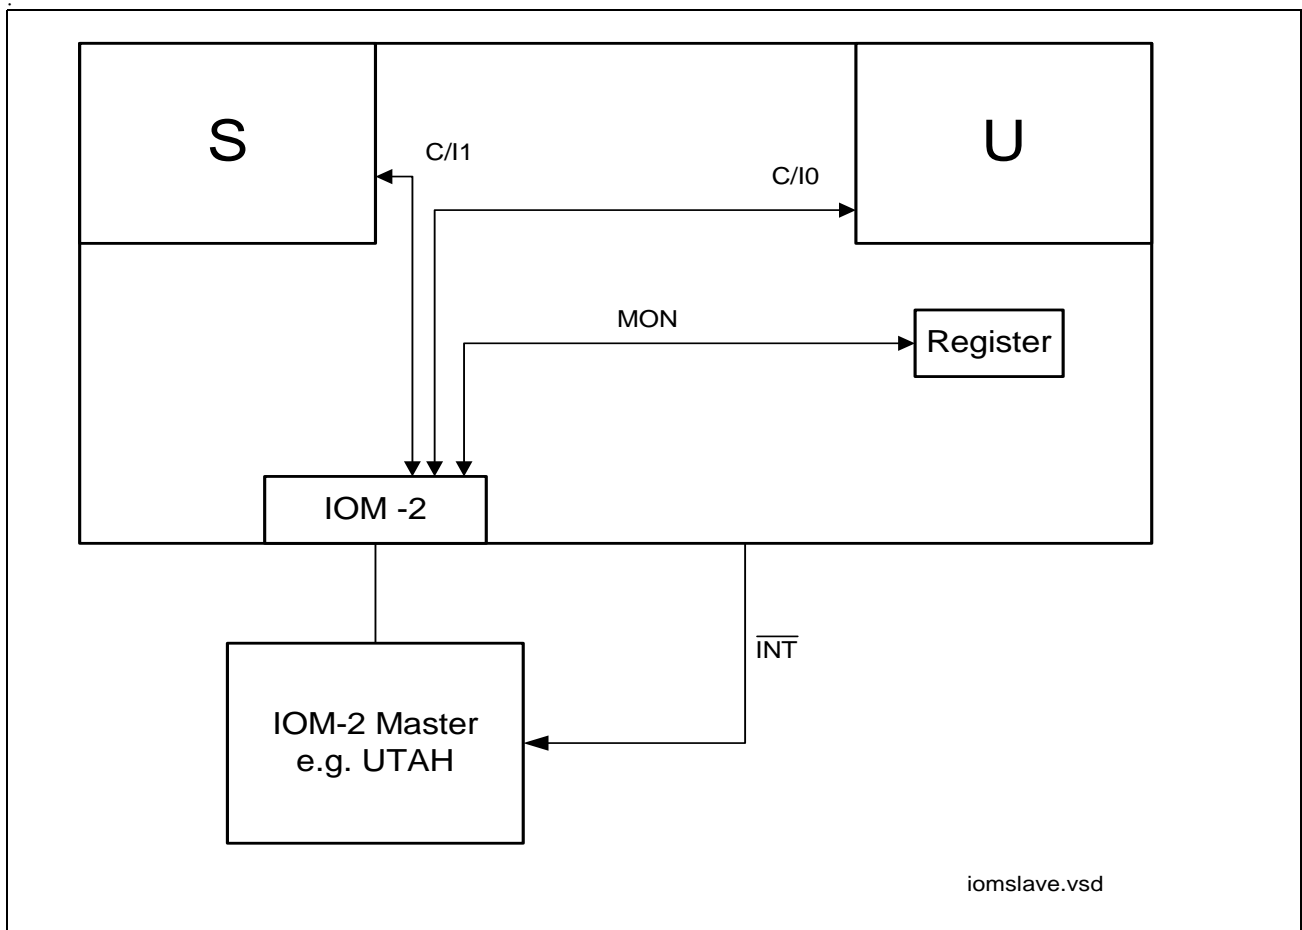 S
U
C/I1
C/I0
MON
Register
IOM -2
INT
IOM-2 Master
e.g. UTAH
iomslave.vsd